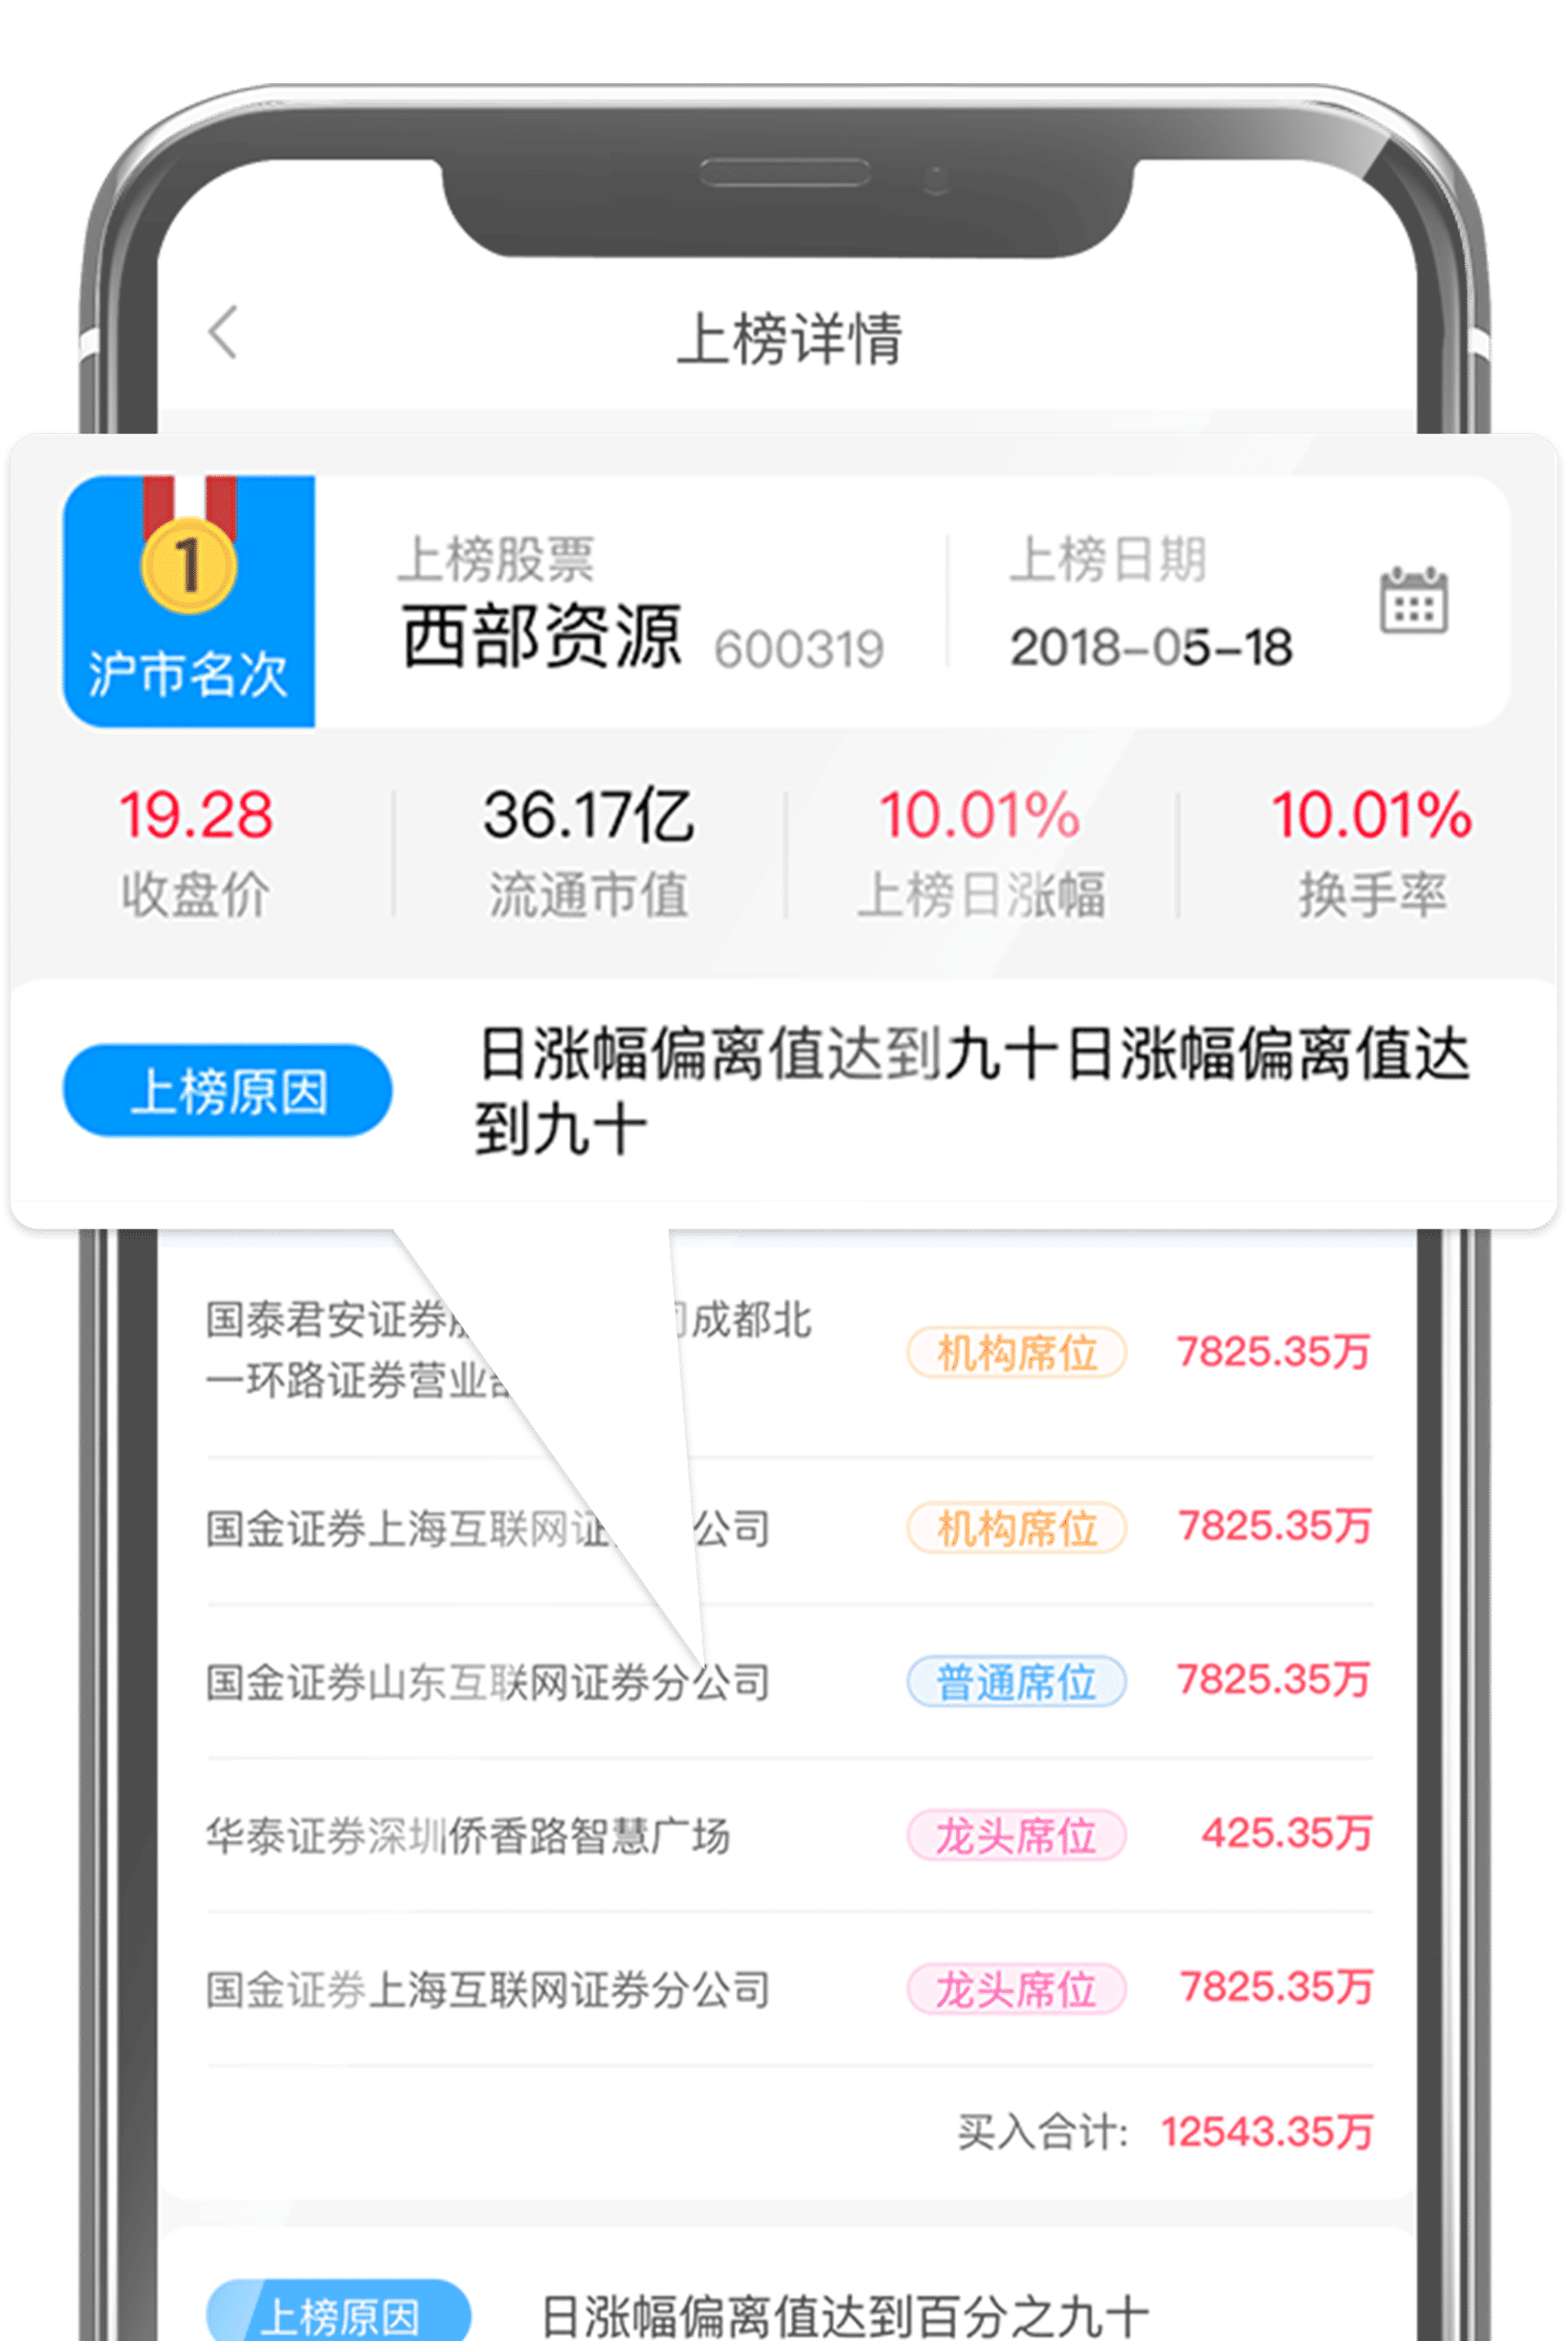 上榜详情
1
沪市名次
上榜股票
西部资源 600319
上榜日期
2018-05-18
19.28
收盘价
36.17亿
流通市值
10.01%
上榜日涨幅
10.01%
换手率
上榜原因
日涨幅偏离值达到九十日涨幅偏离值达
到九十
国泰君安证券 成都北
一环路证券营业
机构席位
7825.35万
国金证券上海互联网证 公司
机构席位
7825.35万
国金证券山东互联网证券分公司
普通席位
7825.35万
华泰证券深圳侨香路智慧广场
龙头席位
425.35万
国金证券上海互联网证券分公司
龙头席位
7825.35万
买入合计: 12543.35万
上榜原因
日涨幅偏离值达到百分之九十